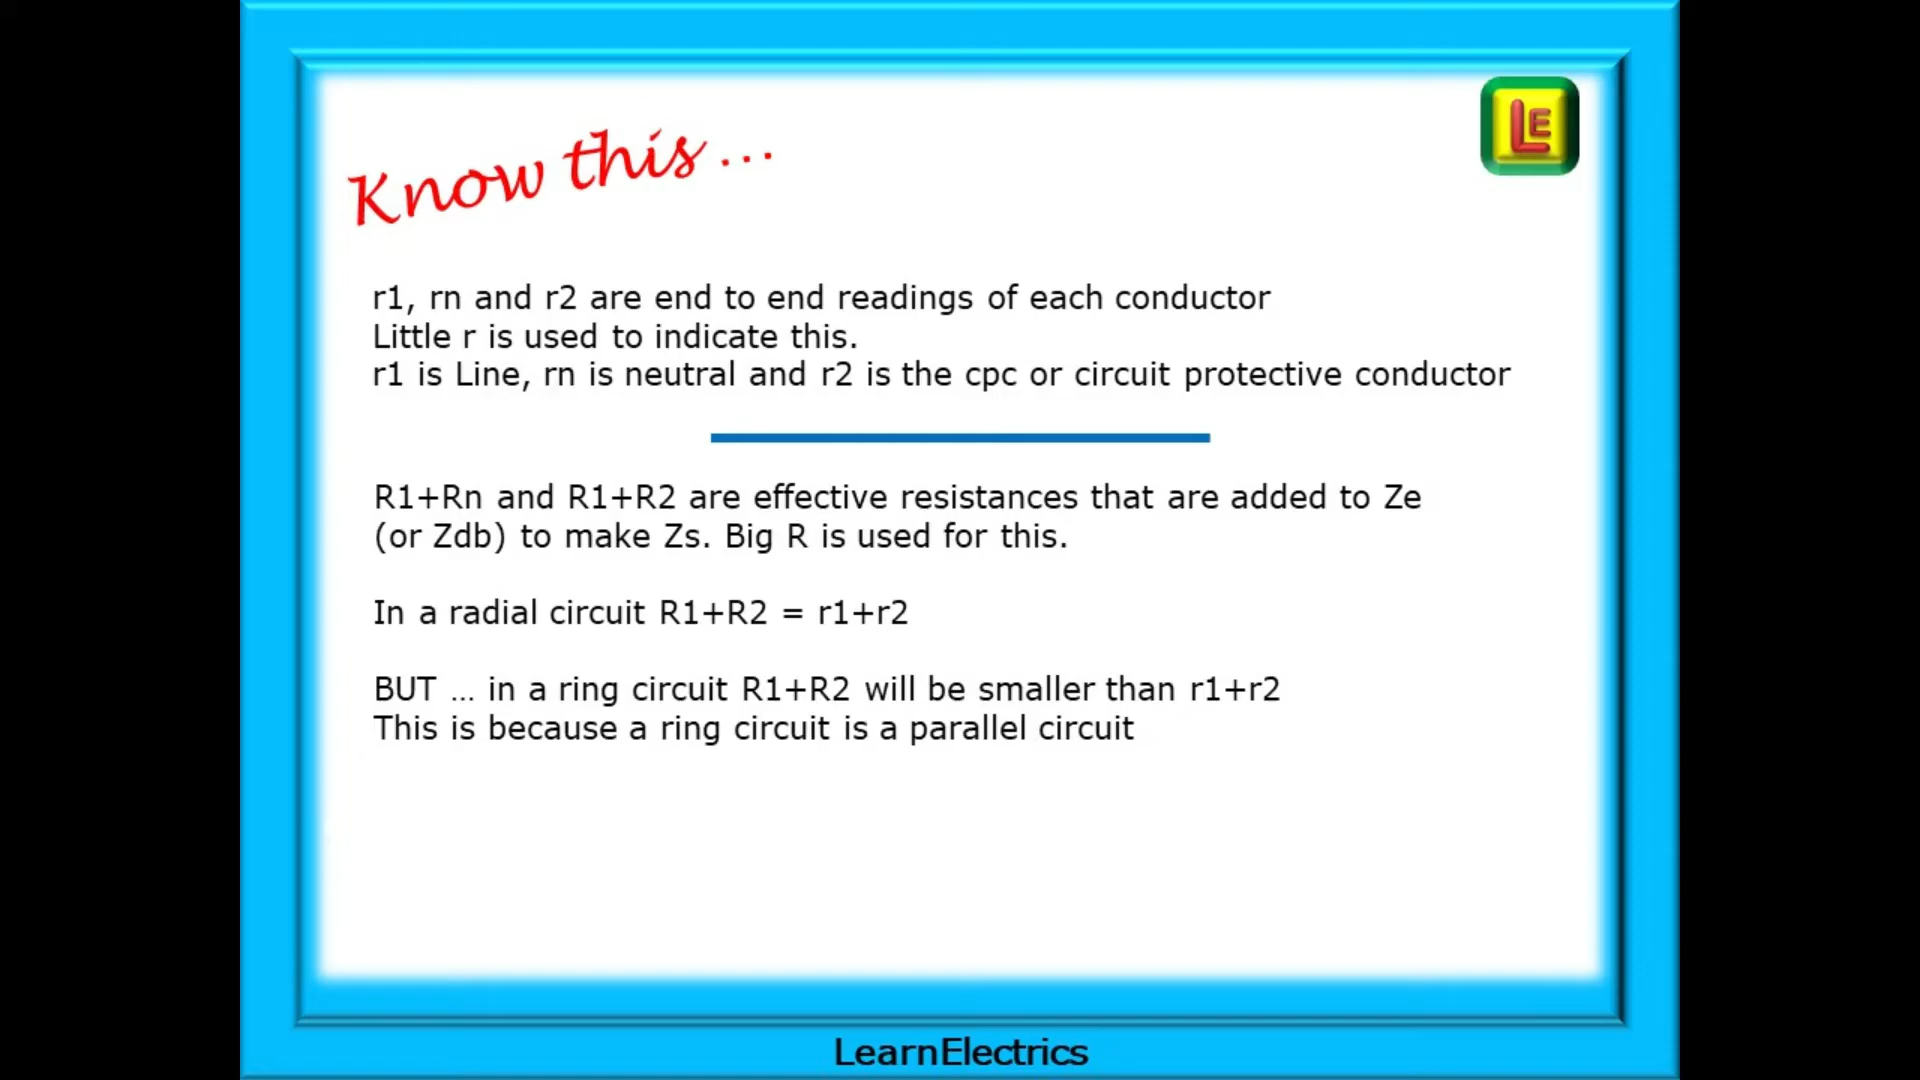 Know this ...
LE
r1, rn and r2 are end to end readings of each conductor
Little r is used to indicate this.
r1 is Line, rn is neutral and r2 is the cpc or circuit protective conductor
R1+Rn and R1+R2 are effective resistances that are added to Ze
(or Zdb) to make Zs. Big R is used for this.
In a radial circuit R1+R2 = r1+r2
BUT ... in a ring circuit R1+R2 will be smaller than r1+r2
This is because a ring circuit is a parallel circuit
LearnElectrics